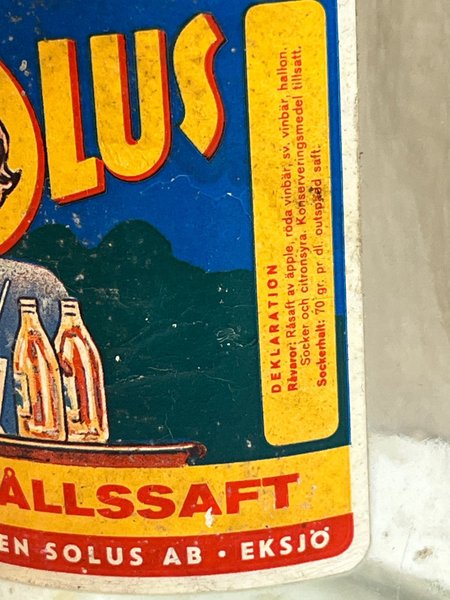 OLUS
DEKLARATION
Råvaror: Råsaft av äpple, röda vinbär, sv. vinbär, hallon.
Socker och citronsyra. Konserveringsmedel tillsatt.
Sockerhalt: 70 gr. pr dl. outspädd saft.
ÅLLSSAFT
EN SOLUS AB · EKSJÖ